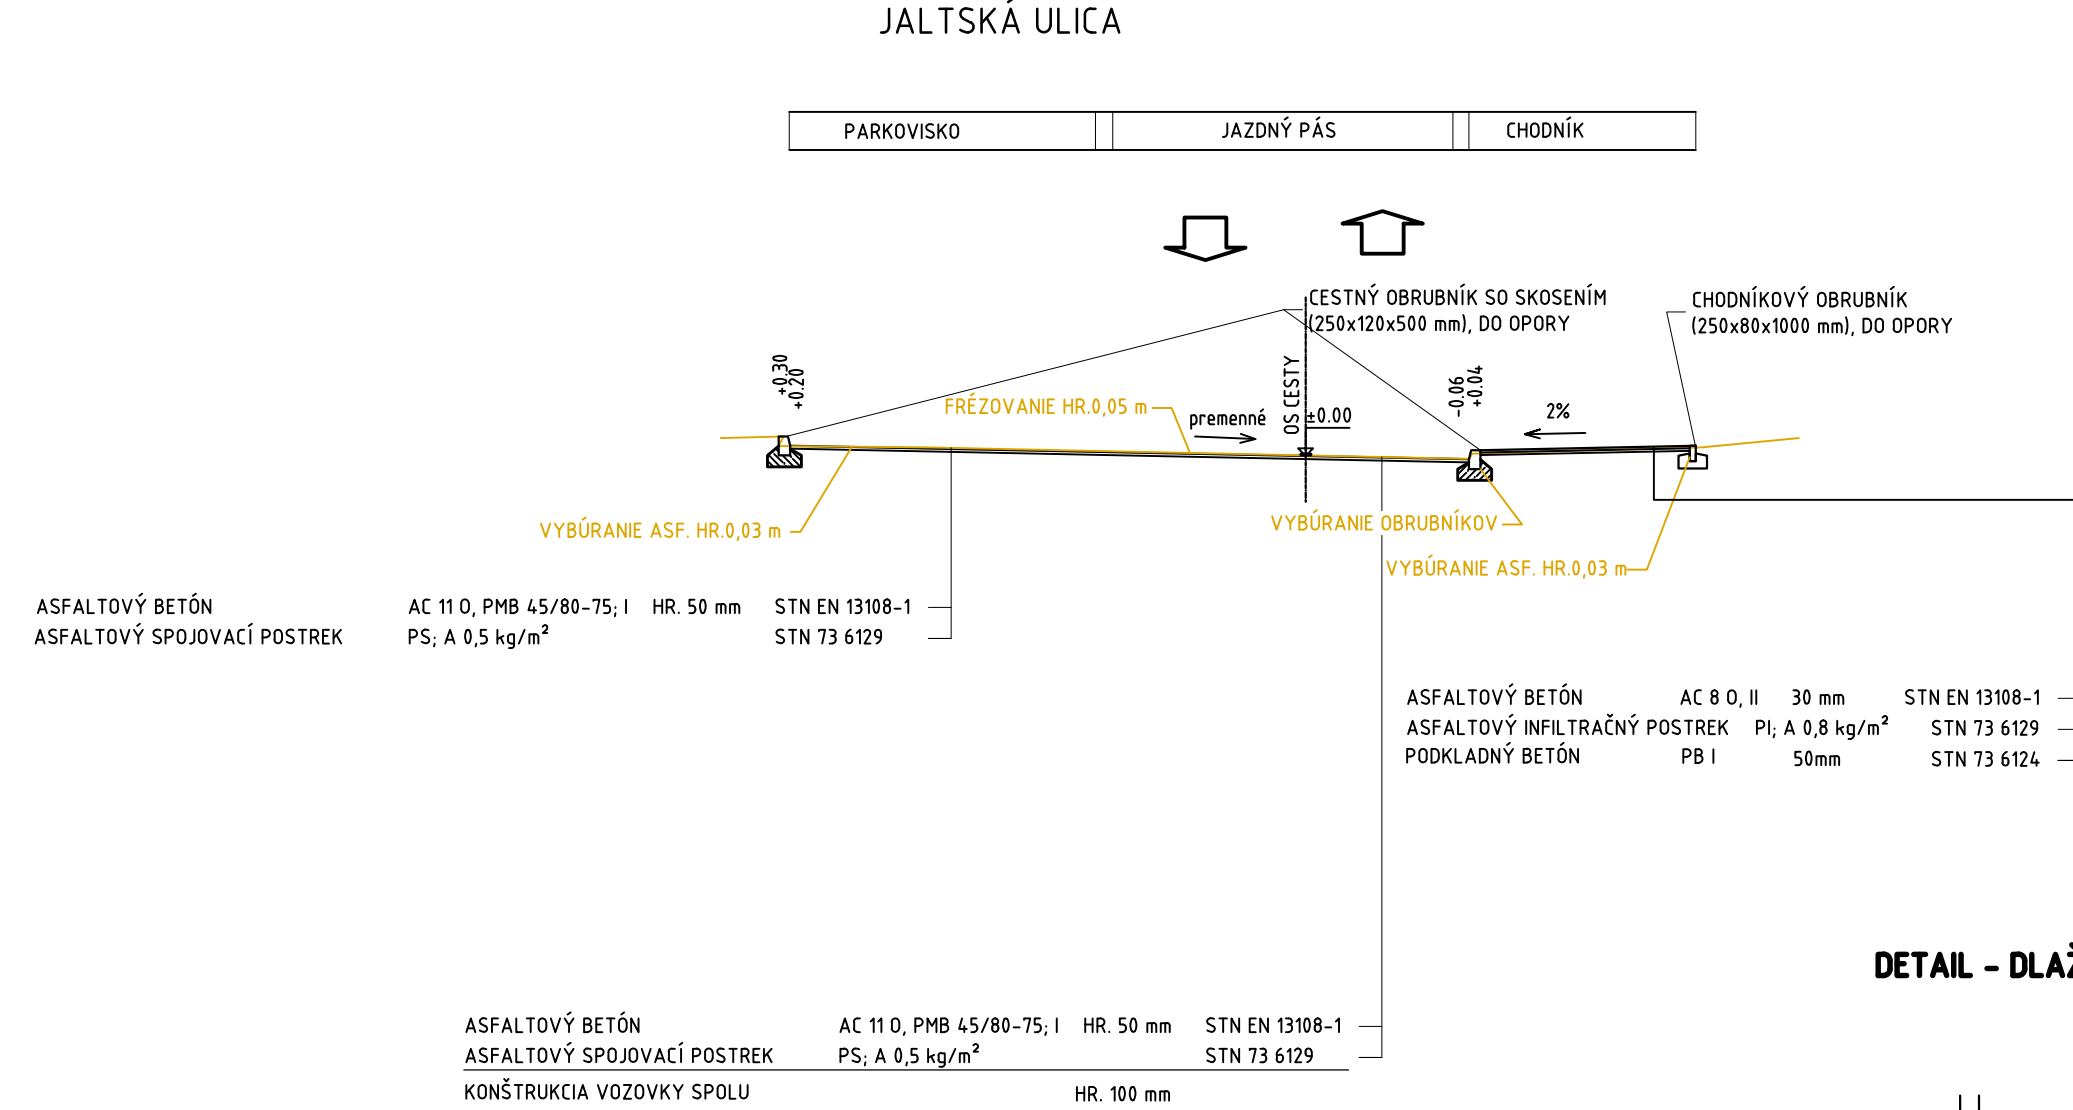 JALTSKÁ ULICA
PARKOVISKO JAZDNÝ PÁS CHODNÍK
CESTNÝ OBRUBNÍK SO SKOSENÍM
(250x120x500 mm), DO OPORY
CHODNÍKOVÝ OBRUBNÍK
(250x80x1000 mm), DO OPORY
+0.30
+0.20
FRÉZOVANIE HR.0,05 m
premenné
OS CESTY
±0.00
-0.06
+0.04
2%
VYBÚRANIE ASF. HR.0,03 m
VYBÚRANIE OBRUBNÍKOV
VYBÚRANIE ASF. HR.0,03 m
ASFALTOVÝ BETÓN AC 11 O, PMB 45/80-75; I HR. 50 mm STN EN 13108-1
ASFALTOVÝ SPOJOVACÍ POSTREK PS; A 0,5 kg/m² STN 73 6129
ASFALTOVÝ BETÓN AC 8 O, II 30 mm STN EN 13108-1
ASFALTOVÝ INFILTRAČNÝ POSTREK PI; A 0,8 kg/m² STN 73 6129
PODKLADNÝ BETÓN PB I 50mm STN 73 6124
DETAIL - DLAŽ
ASFALTOVÝ BETÓN AC 11 O, PMB 45/80-75; I HR. 50 mm STN EN 13108-1
ASFALTOVÝ SPOJOVACÍ POSTREK PS; A 0,5 kg/m² STN 73 6129
KONŠTRUKCIA VOZOVKY SPOLU HR. 100 mm